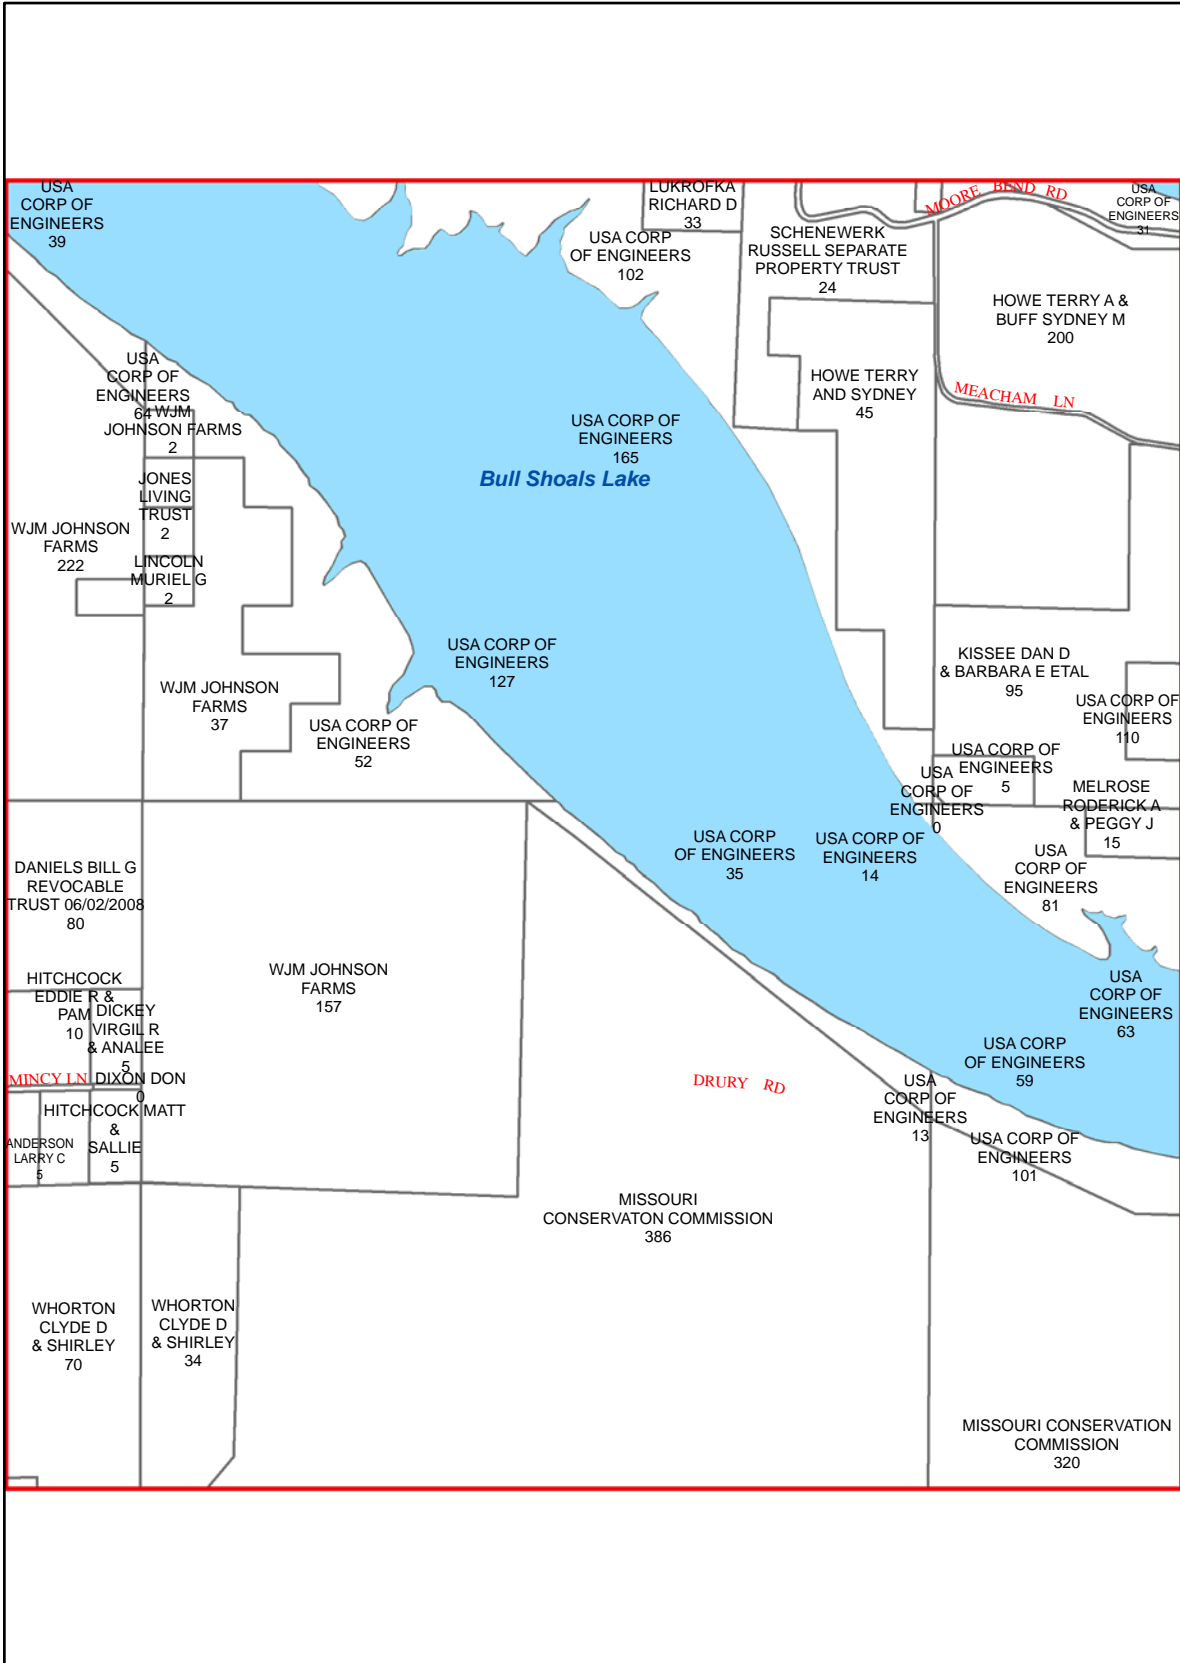 USA
CORP OF
ENGINEERS
39
LUKROFKA
RICHARD D
33
MOORE BEND RD
USA
CORP OF
ENGINEERS
31
USA CORP
OF ENGINEERS
102
SCHENEWERK
RUSSELL SEPARATE
PROPERTY TRUST
24
HOWE TERRY A &
BUFF SYDNEY M
200
USA
CORP OF
ENGINEERS
64
WJM
JOHNSON FARMS
2
HOWE TERRY
AND SYDNEY
45
MEACHAM LN
USA CORP OF
ENGINEERS
165
Bull Shoals Lake
JONES
LIVING
TRUST
2
WJM JOHNSON
FARMS
222
LINCOLN
MURIEL G
2
USA CORP OF
ENGINEERS
127
KISSEE DAN D
& BARBARA E ETAL
95
WJM JOHNSON
FARMS
37
USA CORP OF
ENGINEERS
52
USA CORP OF
ENGINEERS
110
USA CORP OF
ENGINEERS
5
USA
CORP OF
ENGINEERS
0
MELROSE
RODERICK A
& PEGGY J
15
USA CORP
OF ENGINEERS
35
USA CORP OF
ENGINEERS
14
USA
CORP OF
ENGINEERS
81
DANIELS BILL G
REVOCABLE
TRUST 06/02/2008
80
WJM JOHNSON
FARMS
157
HITCHCOCK
EDDIE R &
PAM
10
DICKEY
VIRGIL R
& ANALEE
5
USA
CORP OF
ENGINEERS
63
USA CORP
OF ENGINEERS
59
MINCY LN
DIXON DON
0
DRURY RD
USA
CORP OF
ENGINEERS
13
HITCHCOCK MATT
&
SALLIE
5
ANDERSON
LARRY C
5
USA CORP OF
ENGINEERS
101
MISSOURI
CONSERVATON COMMISSION
386
WHORTON
CLYDE D
& SHIRLEY
70
WHORTON
CLYDE D
& SHIRLEY
34
MISSOURI CONSERVATION
COMMISSION
320